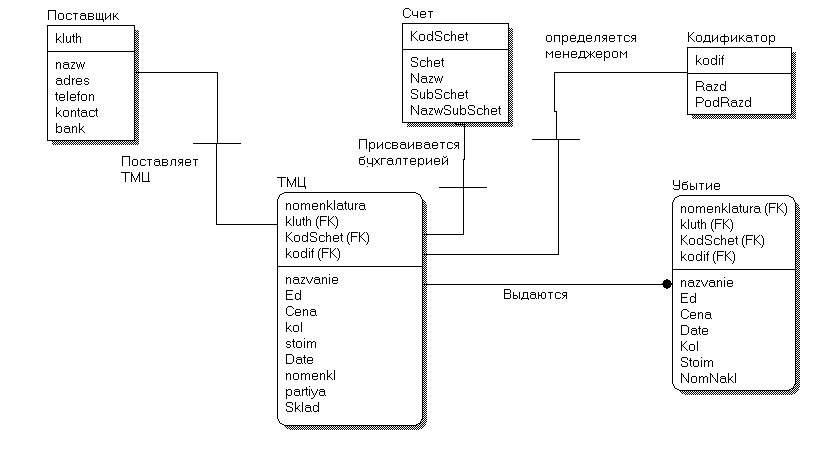 Поставщик
kluth
nazw
adres
telefon
kontact
bank
Счет
KodSchet
Schet
Nazw
SubSchet
NazwSubSchet
определяется
менеджером
Кодификатор
kodif
Razd
PodRazd
Поставляет
ТМЦ
Присваивается
бухгалтерией
ТМЦ
nomenklatura
kluth (FK)
KodSchet (FK)
kodif (FK)
nazvanie
Ed
Cena
kol
stoim
Date
nomenkl
partiya
Sklad
Выдаются
Убытие
nomenklatura (FK)
kluth (FK)
KodSchet (FK)
kodif (FK)
nazvanie
Ed
Cena
Date
Kol
Stoim
NomNakl